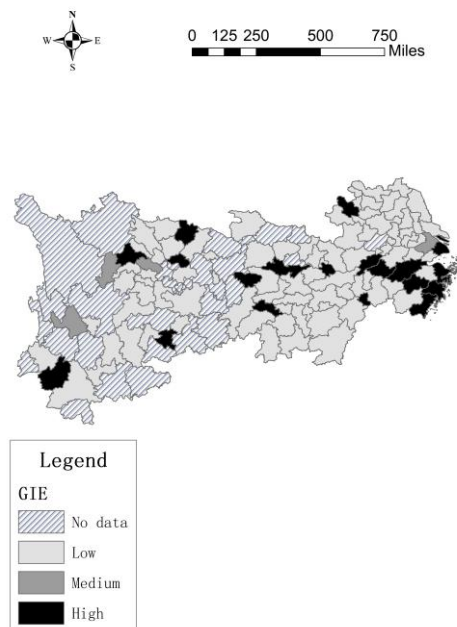 N
W E
S
0 125 250 500 750
Miles
Legend
GIE
No data
Low
Medium
High